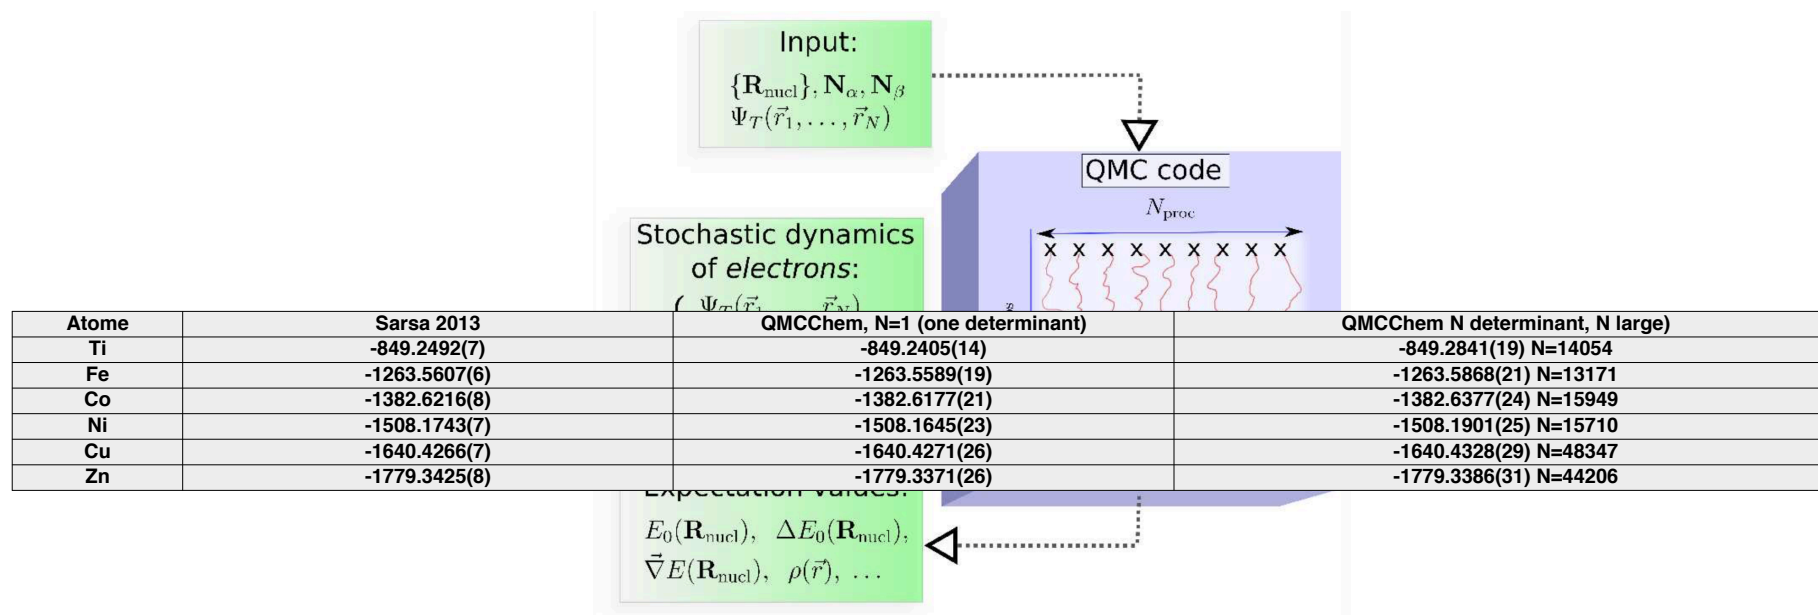 Input:
{R_nucl}, N_α, N_β
Ψ_T(r⃗_1, . . . , r⃗_N)
QMC code
N_proc
Stochastic dynamics
of electrons:
x x x x x x x x x
Atome Sarsa 2013 QMCChem, N=1 (one determinant) QMCChem N determinant, N large)
Ti -849.2492(7) -849.2405(14) -849.2841(19) N=14054
Fe -1263.5607(6) -1263.5589(19) -1263.5868(21) N=13171
Co -1382.6216(8) -1382.6177(21) -1382.6377(24) N=15949
Ni -1508.1743(7) -1508.1645(23) -1508.1901(25) N=15710
Cu -1640.4266(7) -1640.4271(26) -1640.4328(29) N=48347
Zn -1779.3425(8) -1779.3371(26) -1779.3386(31) N=44206
Expectation values:
E_0(R_nucl), ΔE_0(R_nucl),
∇⃗E(R_nucl), ρ(r⃗), . . .